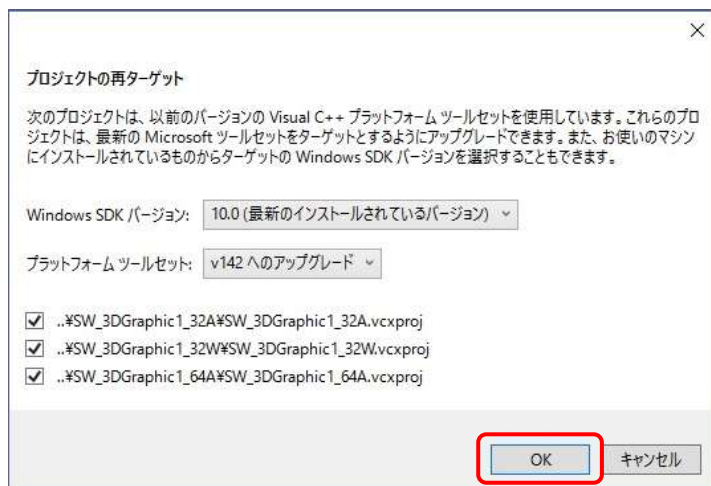 プロジェクトの再ターゲット
次のプロジェクトは、以前のバージョンの Visual C++ プラットフォーム ツールセットを使用しています。これらのプロ
ジェクトは、最新の Microsoft ツールセットをターゲットとするようにアップグレードできます。また、お使いのマシン
にインストールされているものからターゲットの Windows SDK バージョンを選択することもできます。
Windows SDK バージョン: 10.0 (最新のインストールされているバージョン)
プラットフォーム ツールセット: v142 へのアップグレード
..¥SW_3DGraphic1_32A¥SW_3DGraphic1_32A.vcxproj
..¥SW_3DGraphic1_32W¥SW_3DGraphic1_32W.vcxproj
..¥SW_3DGraphic1_64A¥SW_3DGraphic1_64A.vcxproj
OK キャンセル